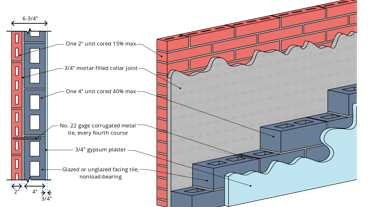 6-3/4"
One 2" unit cored 15% max
3/4" mortar-filled collar joint
One 4" unit cored 40% max
No. 22 gage corrugated metal
tile, every fourth course
3/4" gypsum platter
Glazed or unglazed facing tile,
nonload-bearing
2" 4"
3/4"